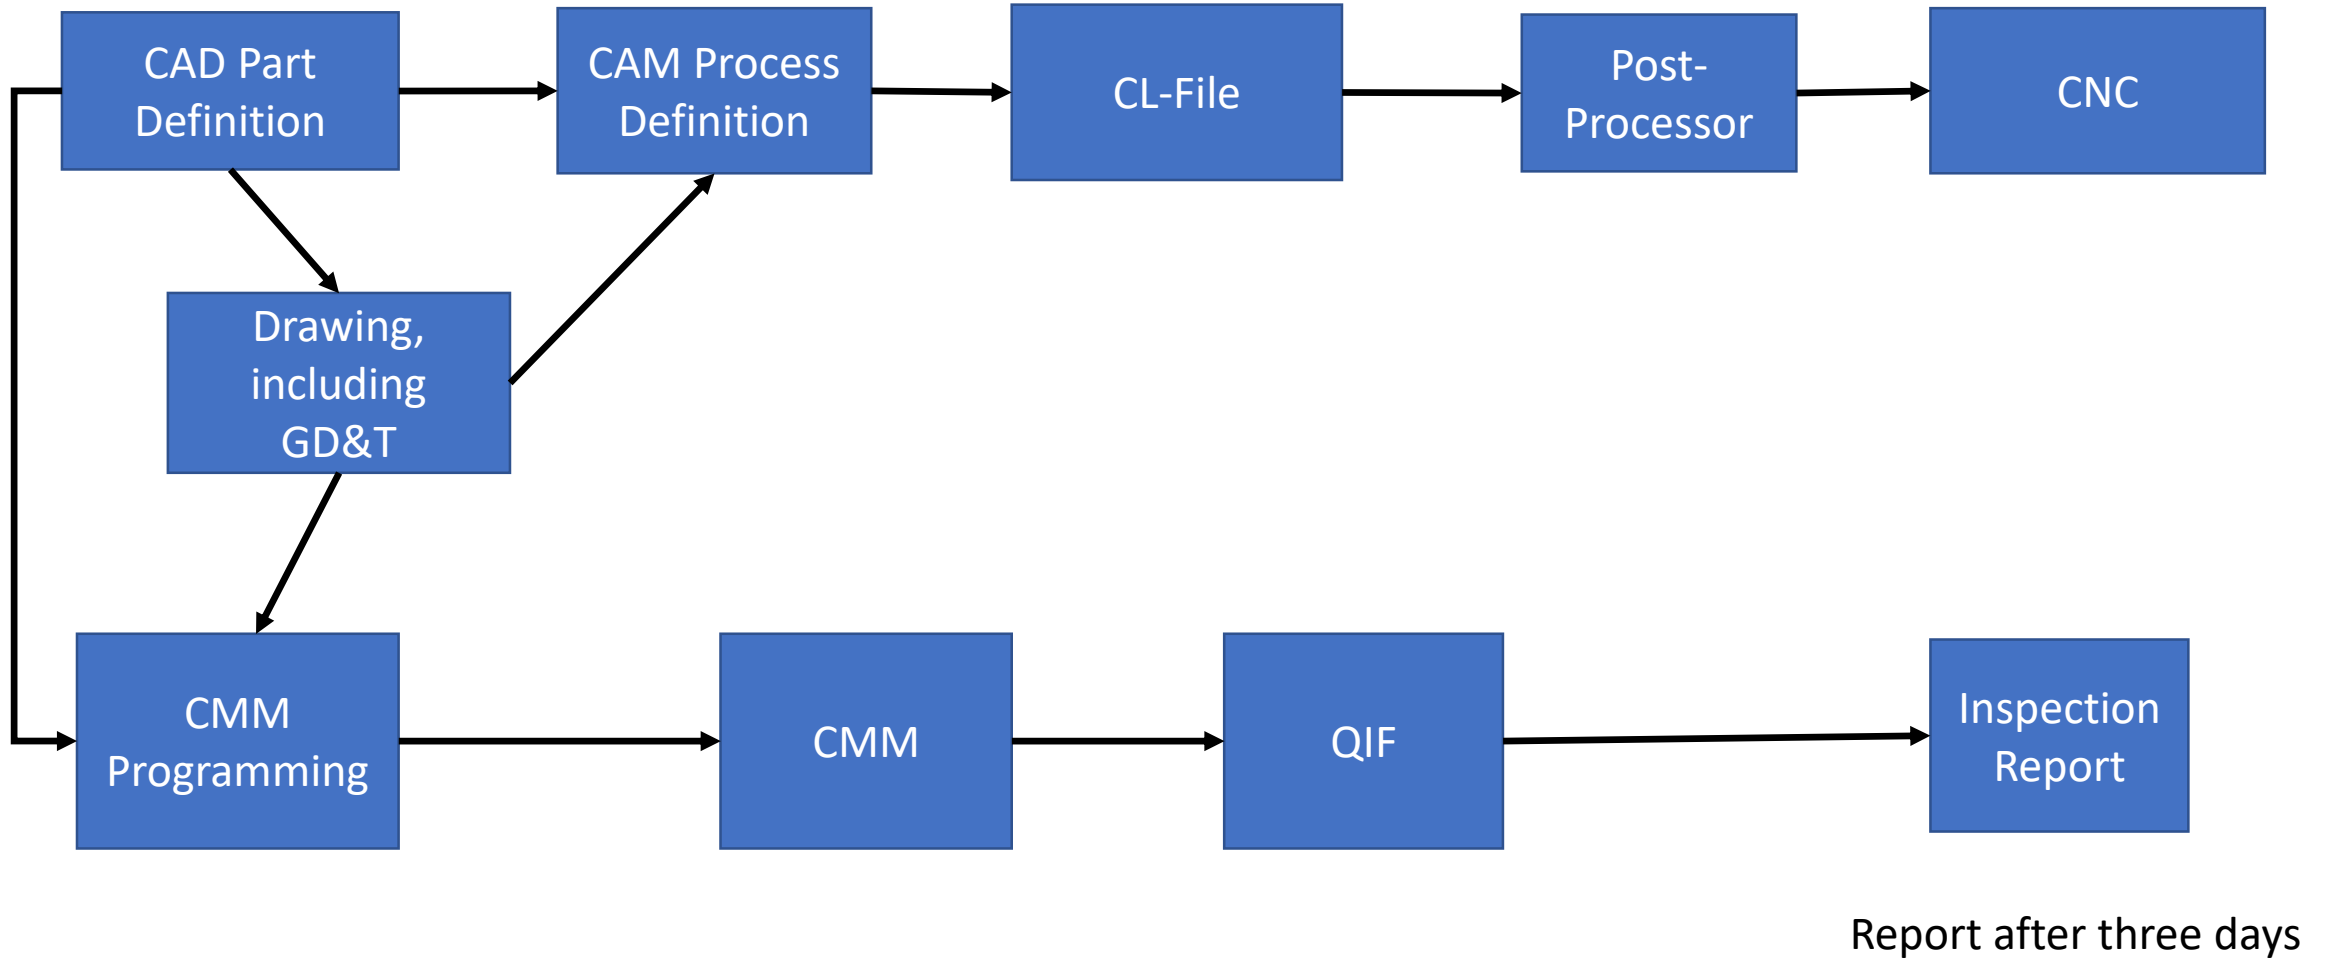 CAD Part
Definition
CAM Process
Definition
CL-File
Post-
Processor
CNC
Drawing,
including
GD&T
CMM
Programming
CMM
QIF
Inspection
Report
Report after three days